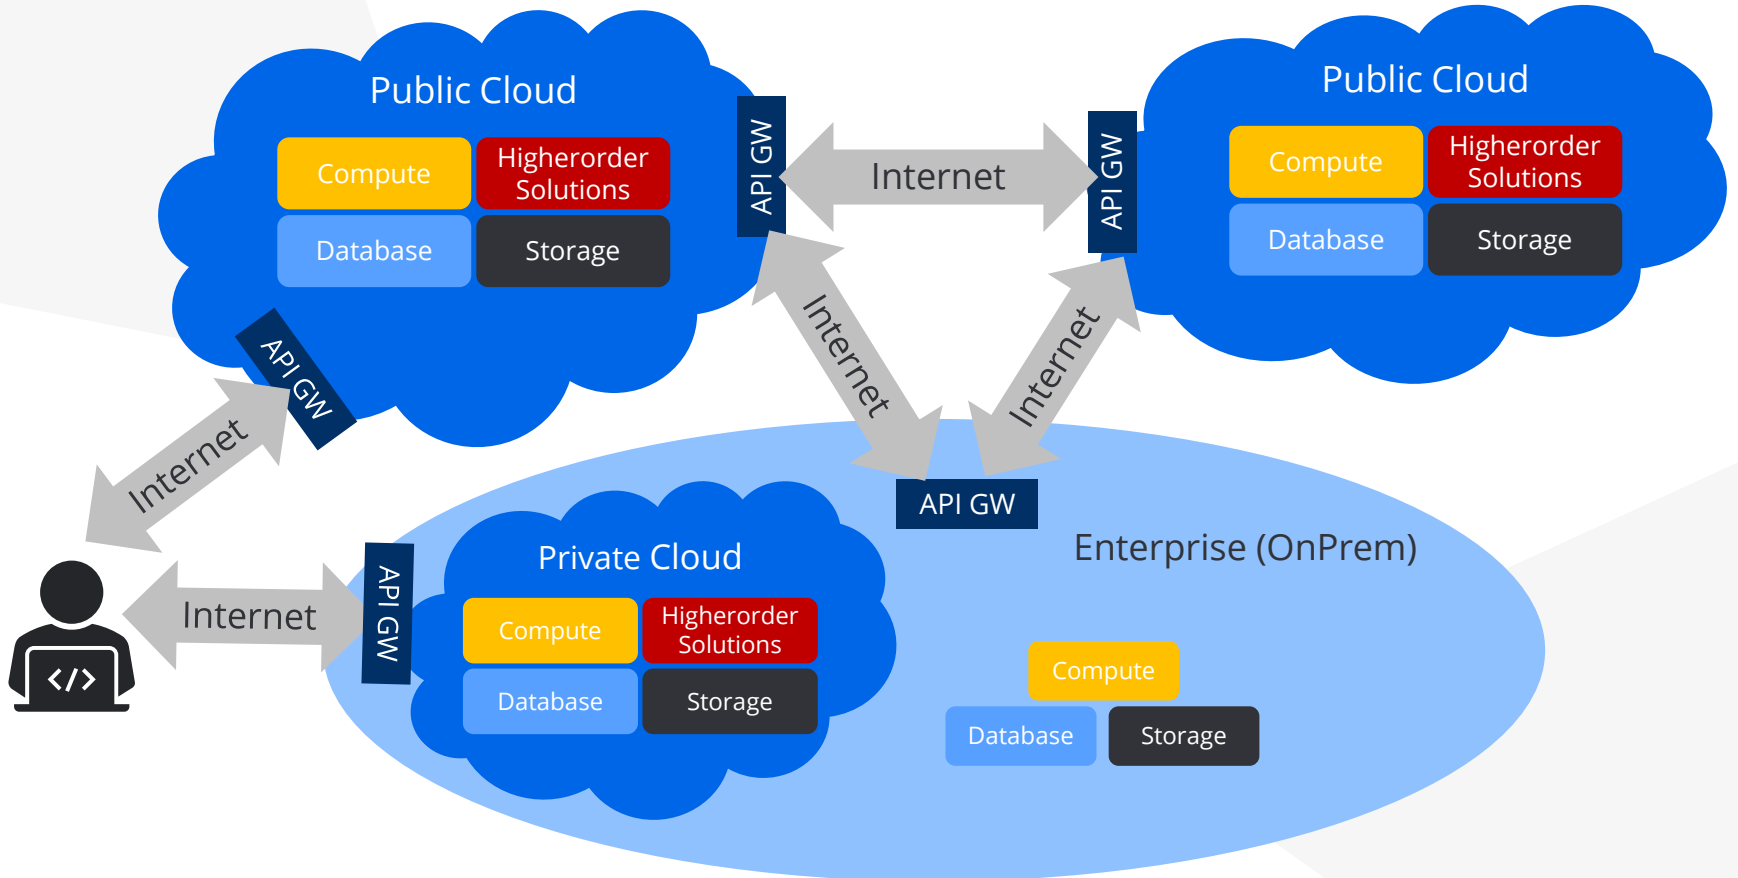 Public Cloud
Compute
Higherorder
Solutions
Database
Storage
API GW
API GW
Internet
Public Cloud
Compute
Higherorder
Solutions
Database
Storage
API GW
Internet
Internet
Internet
Internet
API GW
Enterprise (OnPrem)
Private Cloud
Compute
Higherorder
Solutions
Database
Storage
API GW
Compute
Database
Storage